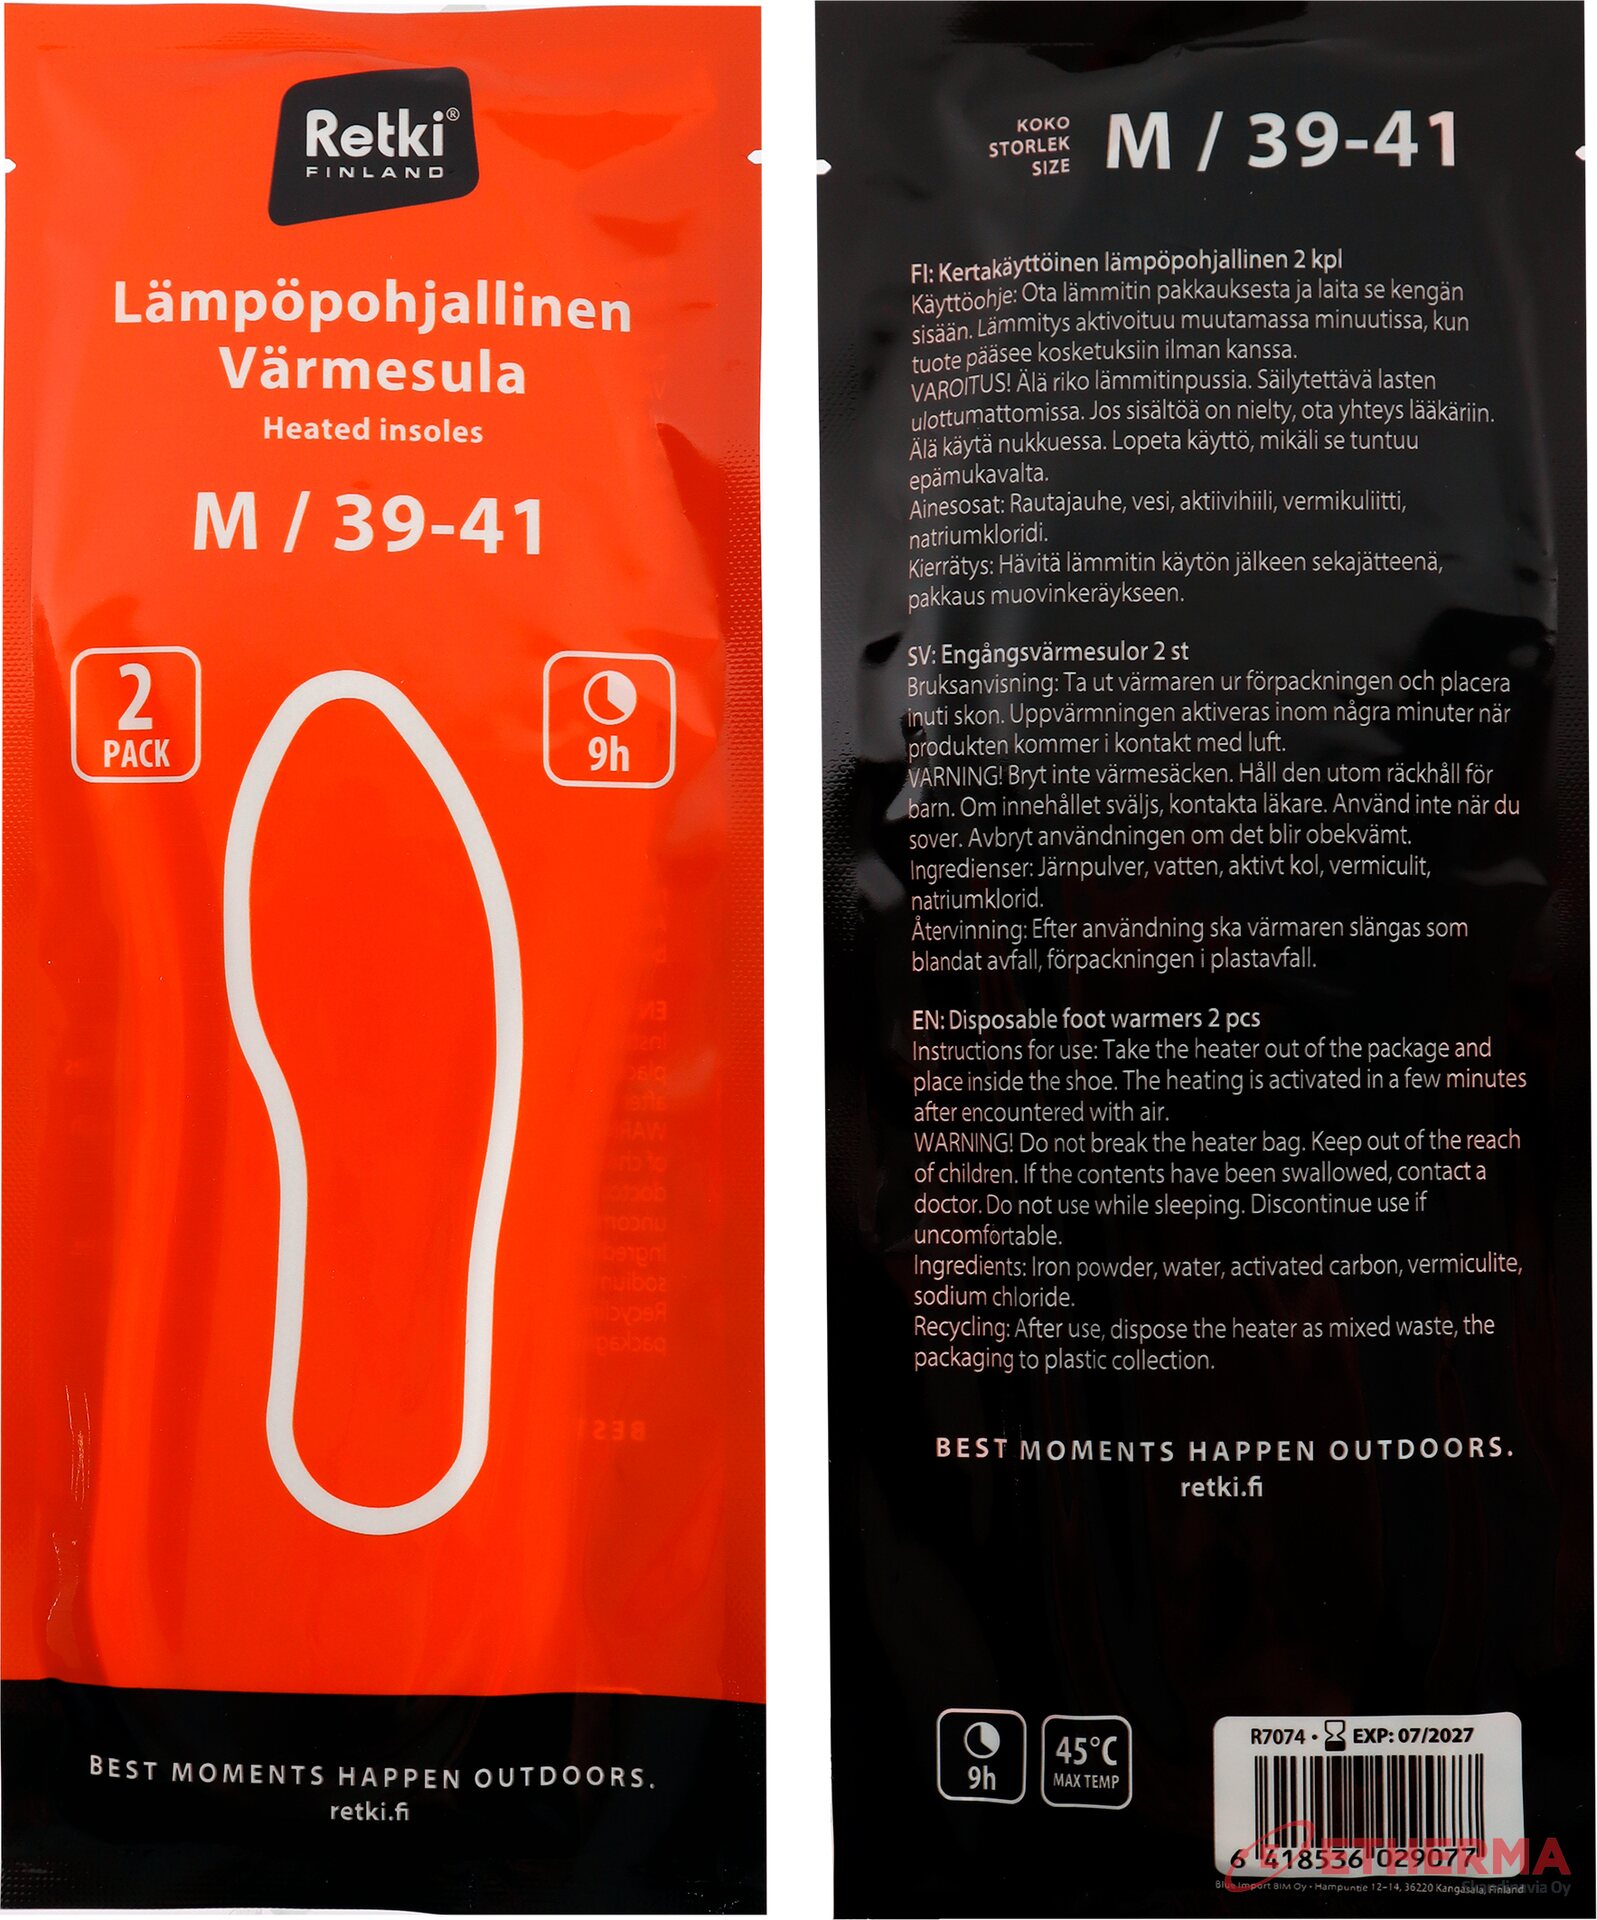 Retki®
FINLAND
Lämpöpohjallinen
Värmesula
Heated insoles
M / 39-41
2
PACK
9h
BEST MOMENTS HAPPEN OUTDOORS.
retki.fi
KOKO
STORLEK
SIZE
M / 39-41
FI: Kertakäyttöinen lämpöpohjallinen 2 kpl
Käyttöohje: Ota lämmitin pakkauksesta ja laita se kengän
sisään. Lämmitys aktivoituu muutamassa minuutissa, kun
tuote pääsee kosketuksiin ilman kanssa.
VAROITUS! Älä riko lämmitinpussia. Säilytettävä lasten
ulottumattomissa. Jos sisältöä on nielty, ota yhteys lääkäriin.
Älä käytä nukkuessa. Lopeta käyttö, mikäli se tuntuu
epämukavalta.
Ainesosat: Rautajauhe, vesi, aktiivihiili, vermikuliitti,
natriumkloridi.
Kierrätys: Hävitä lämmitin käytön jälkeen sekajätteenä,
pakkaus muovinkeräykseen.
SV: Engångsvärmesulor 2 st
Bruksanvisning: Ta ut värmaren ur förpackningen och placera
inuti skon. Uppvärmningen aktiveras inom några minuter när
produkten kommer i kontakt med luft.
VARNING! Bryt inte värmesäcken. Håll den utom räckhåll för
barn. Om innehållet sväljs, kontakta läkare. Använd inte när du
sover. Avbryt användningen om det blir obekvämt.
Ingredienser: Järnpulver, vatten, aktivt kol, vermiculit,
natriumklorid.
Återvinning: Efter användning ska värmaren slängas som
blandat avfall, förpackningen i plastavfall.
EN: Disposable foot warmers 2 pcs
Instructions for use: Take the heater out of the package and
place inside the shoe. The heating is activated in a few minutes
after encountered with air.
WARNING! Do not break the heater bag. Keep out of the reach
of children. If the contents have been swallowed, contact a
doctor. Do not use while sleeping. Discontinue use if
uncomfortable.
Ingredients: Iron powder, water, activated carbon, vermiculite,
sodium chloride.
Recycling: After use, dispose the heater as mixed waste, the
packaging to plastic collection.
BEST MOMENTS HAPPEN OUTDOORS.
retki.fi
9h
45°C
MAX TEMP
R7074 • EXP: 07/2027
6 418536 029077
ETHERMA
Skandinavia Oy
Blue Import BIM Oy • Hampuntie 12-14, 36220 Kangasala, Finland